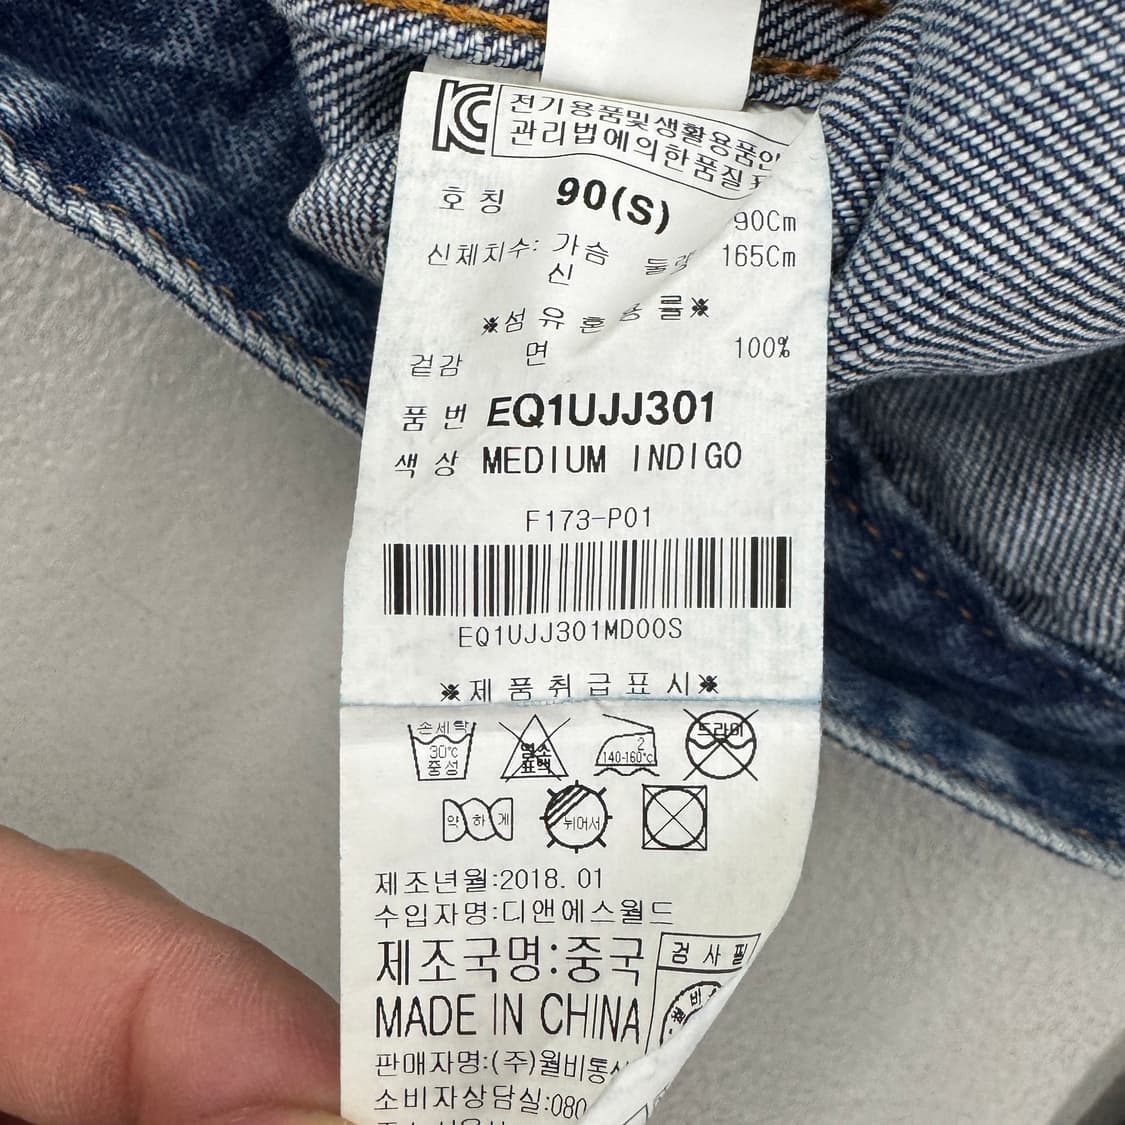 전기용품및생활용품안
관리법에의한품질표
호칭 90(S)
신체치수: 가슴 둘레 90Cm
신 165Cm
※섬유혼용률※
겉감 면 100%
품번 EQ1UJJ301
색상 MEDIUM INDIGO
F173-P01
EQ1UJJ301MD00S
※제품취급표시※
손세탁 30℃ 중성
염소 표백
2 140-160℃
드라이
약하게
뉘어서
제조년월:2018. 01
수입자명:디앤에스월드
제조국명:중국
검사필
MADE IN CHINA
판매자명:(주)월비통상
소비자상담실:080